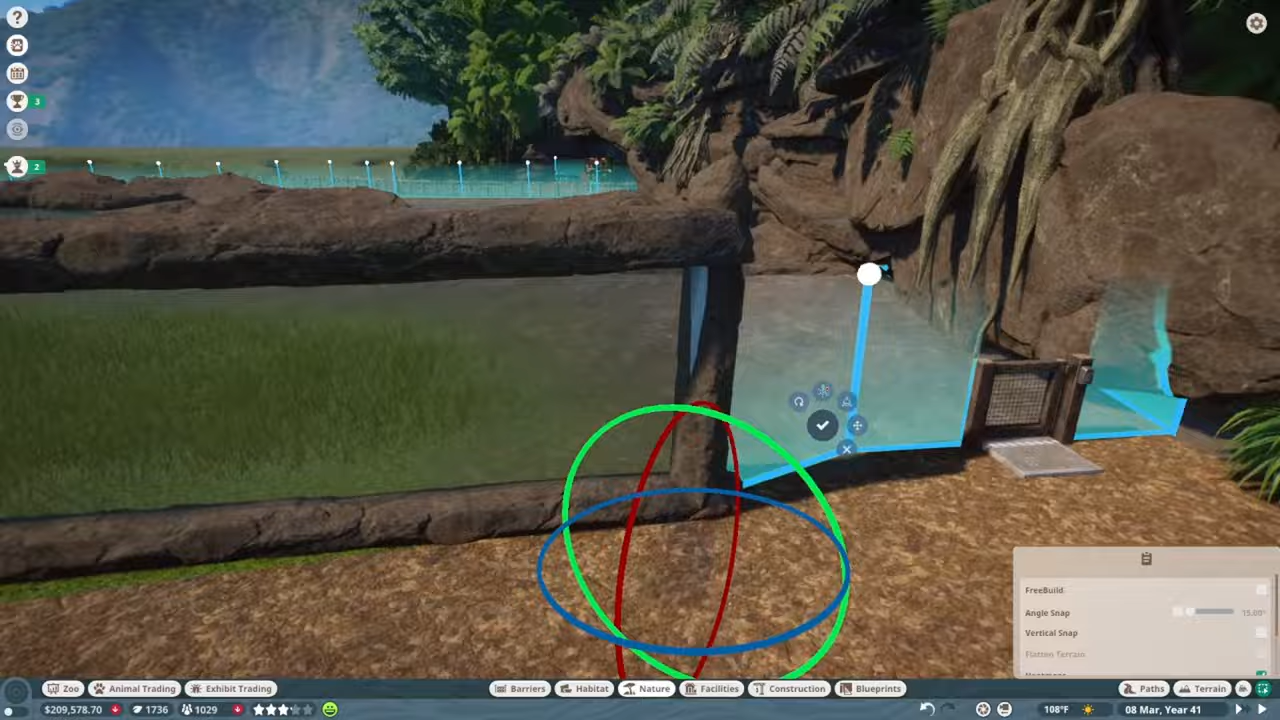 ?
3
2
FreeBuild
Angle Snap 15.00°
Vertical Snap
Flatten Terrain
Zoo Animal Trading Exhibit Trading Barriers Habitat Nature Facilities Construction Blueprints Paths Terrain
$209,578.70 1736 1029 108°F 08 Mar, Year 41